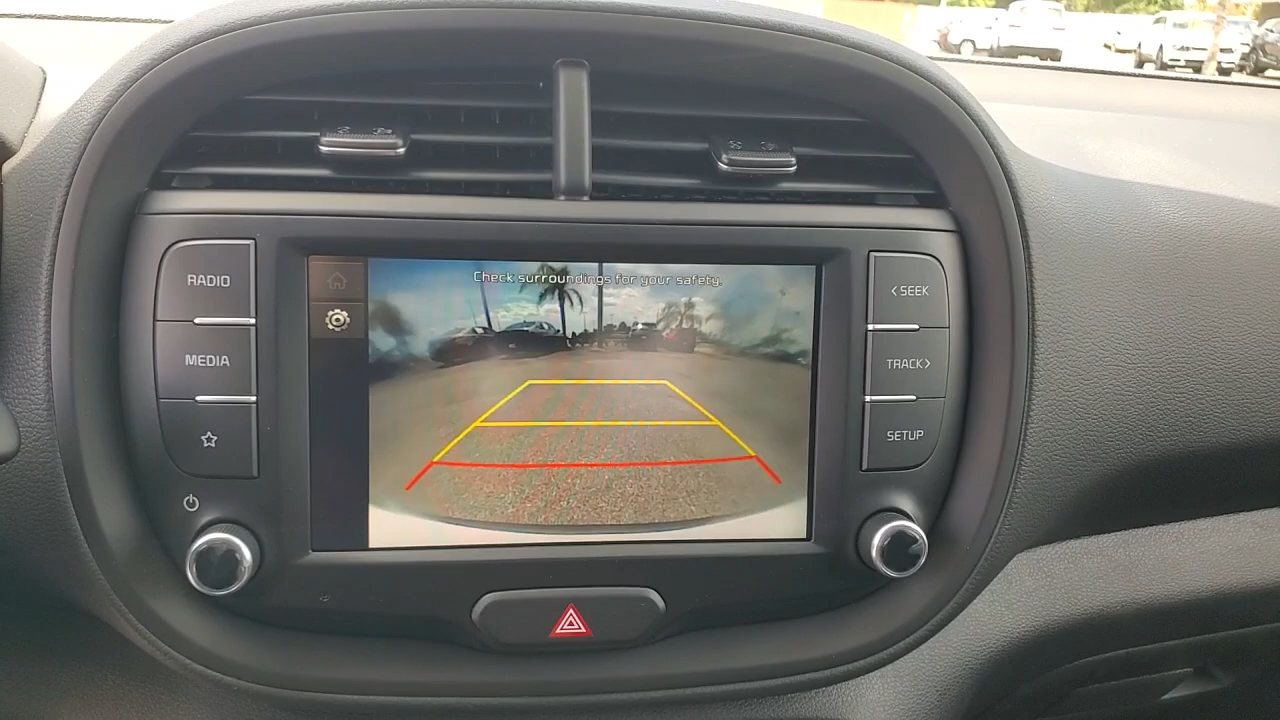 RADIO
MEDIA
Check surroundings for your safety.
< SEEK
TRACK >
SETUP